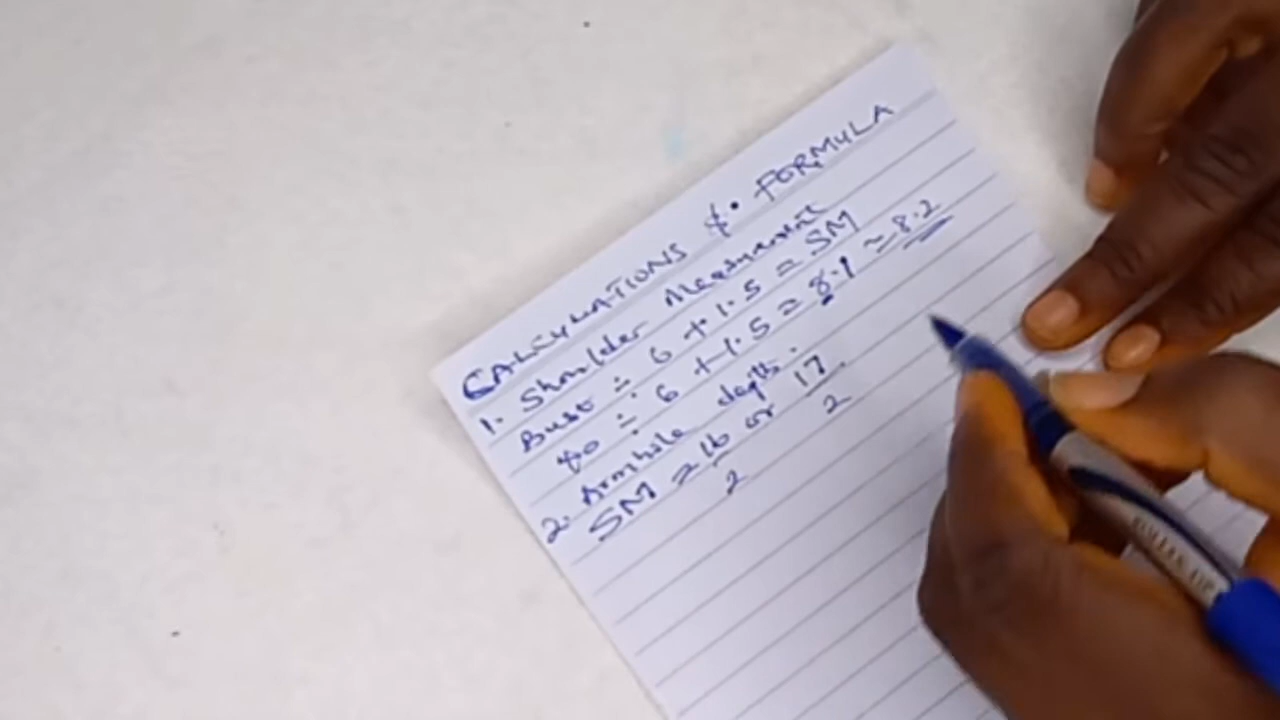 CALCULATIONS &. FORMULA
1. Shoulder Measurement
Bust ÷ 6 + 1.5 = SM
40 ÷ 6 + 1.5 = 8.1 ≃ 8.2
2. Armhole depth.
SM = 16 or 17.
2 2